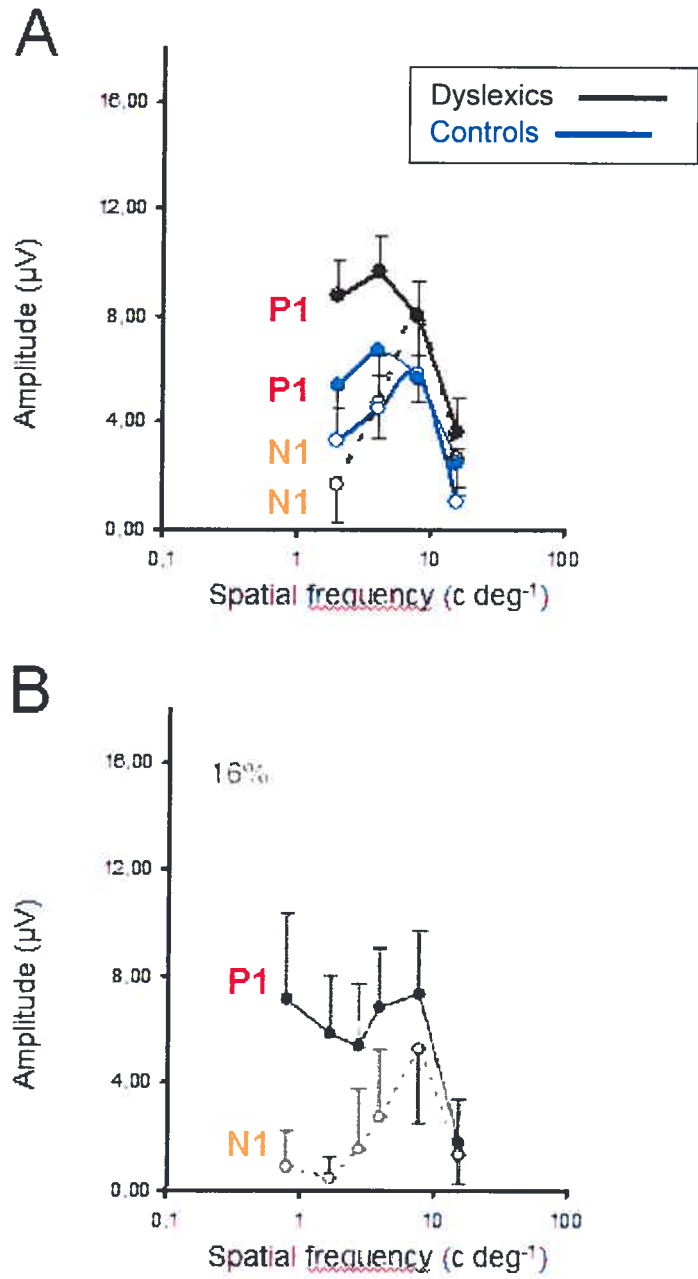 A
Dyslexics
Controls
16,00
12,00
8,00
4,00
0,00
Amplitude (µV)
P1
P1
N1
N1
0,1
1
10
100
Spatial frequency (c deg-1)
B
16%
16,00
12,00
8,00
4,00
0,00
Amplitude (µV)
P1
N1
0,1
1
10
100
Spatial frequency (c deg-1)